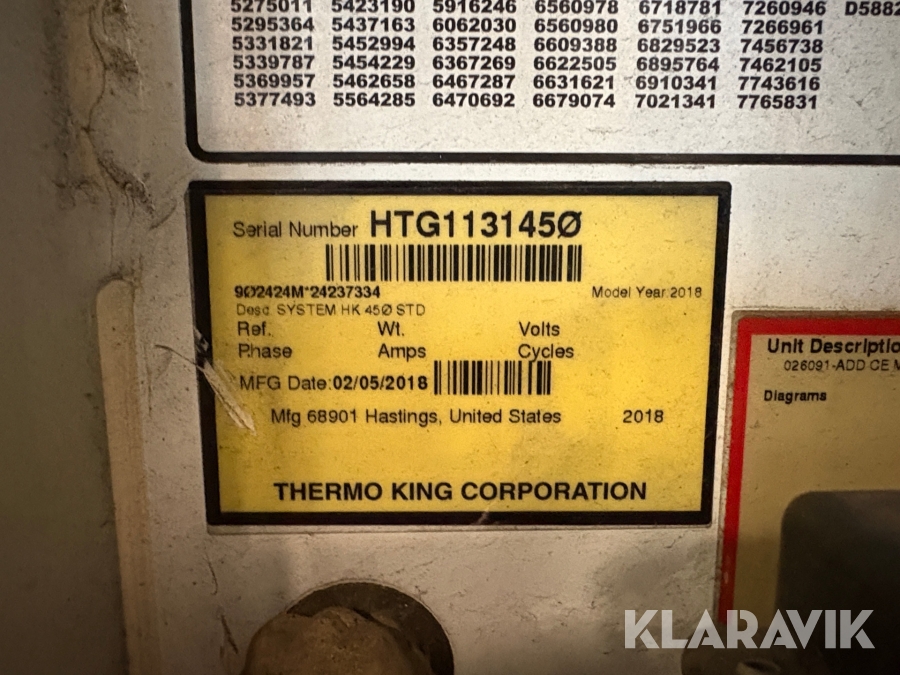 5275011 5423190 5916246 6560978 6718781 7260946 D5882
5295364 5437163 6062030 6560980 6751966 7266961
5331821 5452994 6357248 6609388 6829523 7456738
5339787 5454229 6367269 6622505 6895764 7462105
5369957 5462658 6467287 6631621 6910341 7743616
5377493 5564285 6470692 6679074 7021341 7765831
Serial Number HTG113145Ø
9Ø2424M*24237334 Model Year 2018
Desc SYSTEM HK 45Ø STD
Ref. Wt. Volts
Phase Amps Cycles
MFG Date:02/05/2018
Mfg 68901 Hastings, United States 2018
THERMO KING CORPORATION
Unit Descriptio
026091-ADD CE M
Diagrams
KLARAVIK